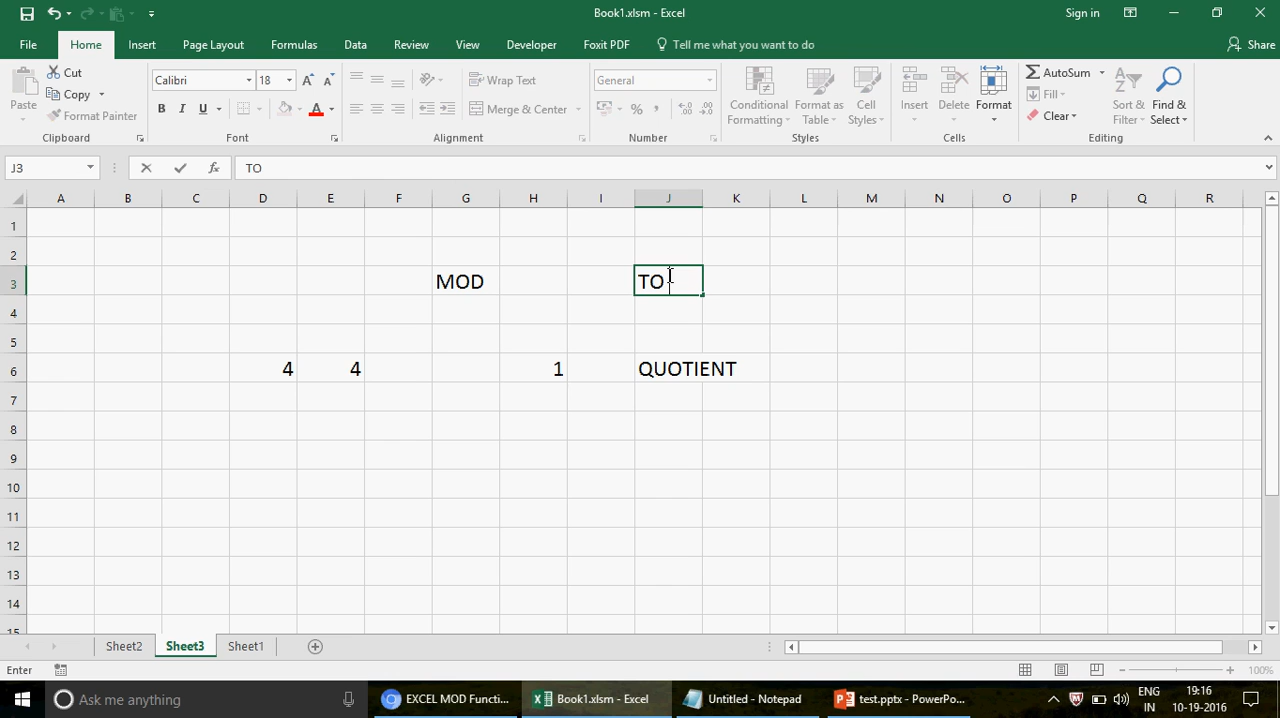 Book1.xlsm - Excel
Sign in
File Home Insert Page Layout Formulas Data Review View Developer Foxit PDF Tell me what you want to do Share
Paste
Cut
Copy
Format Painter
Clipboard
Calibri 18
B I U
Font
Wrap Text
Merge & Center
Alignment
General
Number
Conditional Formatting
Format as Table
Cell Styles
Styles
Insert
Delete
Format
Cells
AutoSum
Fill
Clear
Sort & Filter
Find & Select
Editing
J3 TO
A B C D E F G H I J K L M N O P Q R
1
2
3 MOD TO
4
5
6 4 4 1 QUOTIENT
7
8
9
10
11
12
13
14
15
Sheet2 Sheet3 Sheet1
Enter 100%
Ask me anything EXCEL MOD Functi... Book1.xlsm - Excel Untitled - Notepad test.pptx - PowerPo... ENG 19:16
IN 10-19-2016